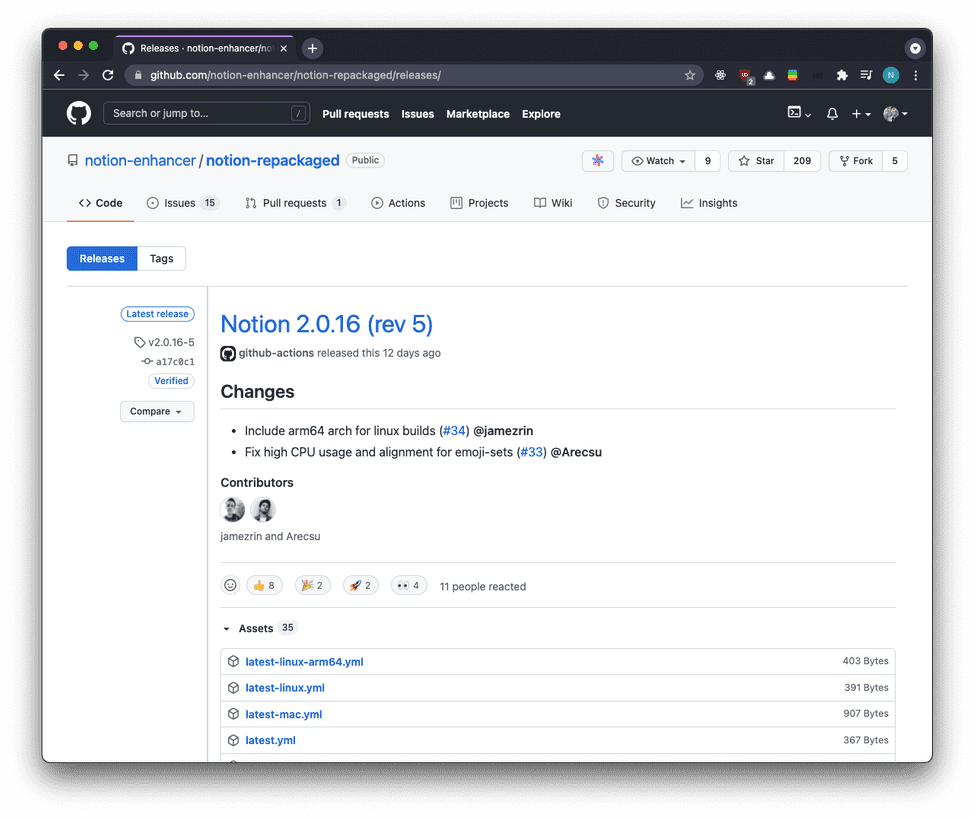 Releases · notion-enhancer/no
github.com/notion-enhancer/notion-repackaged/releases/
2
N
Search or jump to...
/
Pull requests
Issues
Marketplace
Explore
notion-enhancer / notion-repackaged
Public
Watch
9
Star
209
Fork
5
Code
Issues 15
Pull requests 1
Actions
Projects
Wiki
Security
Insights
Releases
Tags
Latest release
v2.0.16-5
a17c0c1
Verified
Compare
Notion 2.0.16 (rev 5)
github-actions released this 12 days ago
Changes
Include arm64 arch for linux builds (#34) @jamezrin
Fix high CPU usage and alignment for emoji-sets (#33) @Arecsu
Contributors
jamezrin and Arecsu
👍 8
🎉 2
🚀 2
👀 4
11 people reacted
Assets 35
latest-linux-arm64.yml 403 Bytes
latest-linux.yml 391 Bytes
latest-mac.yml 907 Bytes
latest.yml 367 Bytes